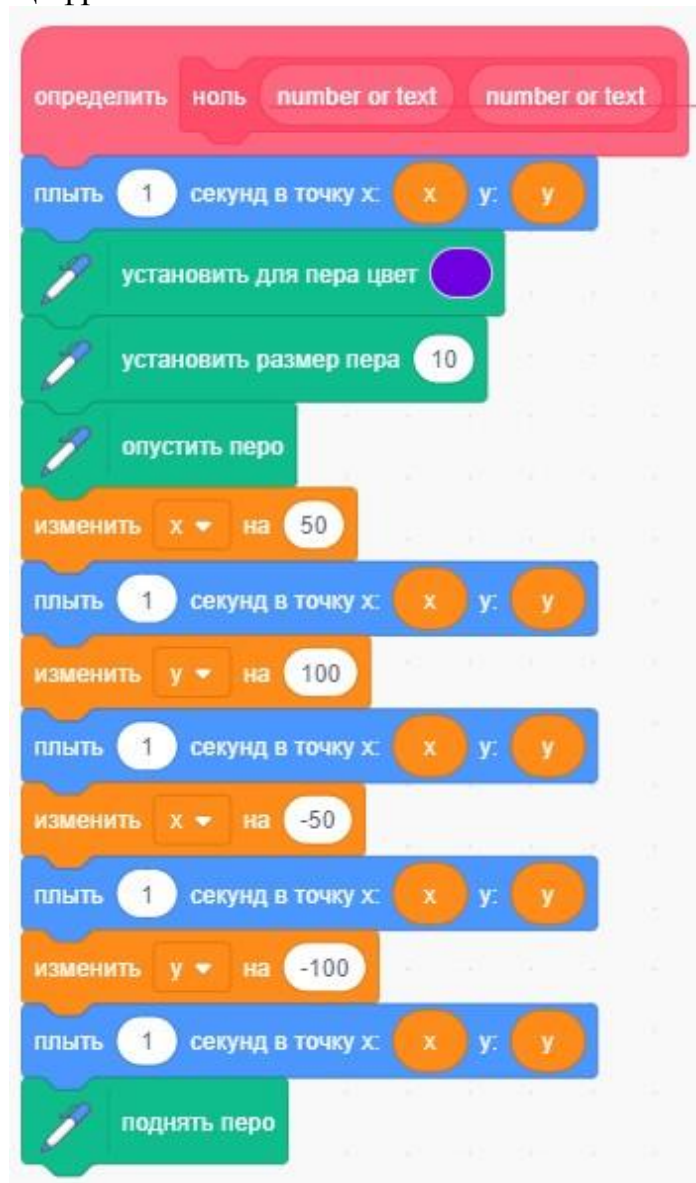 определить ноль number or text number or text
плыть 1 секунд в точку x: x y: y
установить для пера цвет
установить размер пера 10
опустить перо
изменить x на 50
плыть 1 секунд в точку x: x y: y
изменить y на 100
плыть 1 секунд в точку x: x y: y
изменить x на -50
плыть 1 секунд в точку x: x y: y
изменить y на -100
плыть 1 секунд в точку x: x y: y
поднять перо